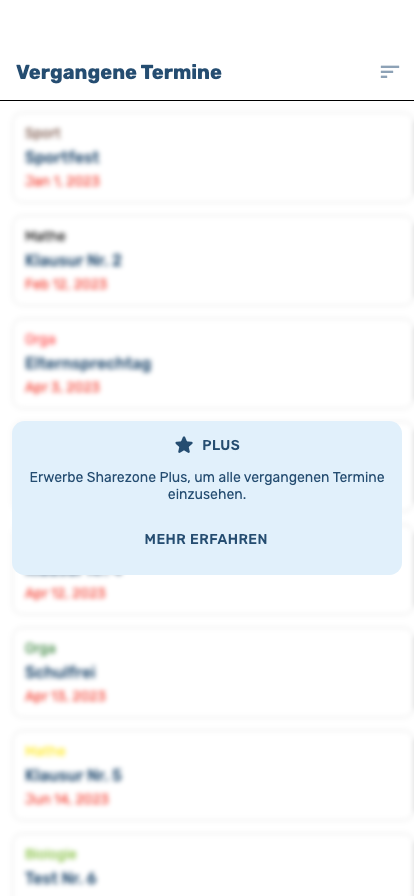 Vergangene Termine
Sport
Sportfest
Jan 1, 2023
Mathe
Klausur Nr. 2
Feb 12, 2023
Orga
Elternsprechtag
Apr 3, 2023
PLUS
Erwerbe Sharezone Plus, um alle vergangenen Termine
einzusehen.
MEHR ERFAHREN
Apr 12, 2023
Orga
Schulfrei
Apr 13, 2023
Mathe
Klausur Nr. 5
Jun 14, 2023
Biologie
Test Nr. 6